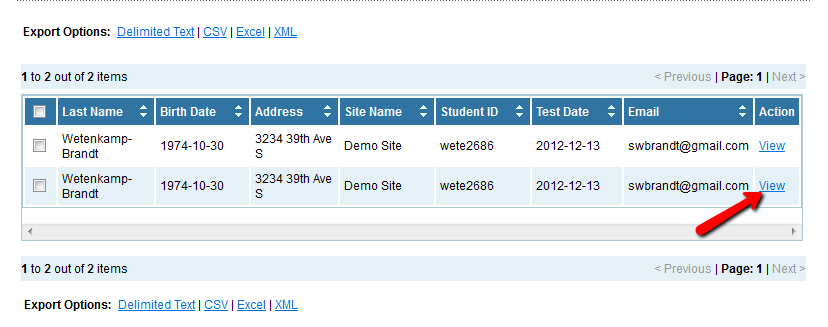 Export Options: Delimited Text | CSV | Excel | XML
1 to 2 out of 2 items < Previous | Page: 1 | Next >
Last Name Birth Date Address Site Name Student ID Test Date Email Action
Wetenkamp-Brandt 1974-10-30 3234 39th Ave S Demo Site wete2686 2012-12-13 swbrandt@gmail.com View
Wetenkamp-Brandt 1974-10-30 3234 39th Ave S Demo Site wete2686 2012-12-13 swbrandt@gmail.com View
1 to 2 out of 2 items < Previous | Page: 1 | Next >
Export Options: Delimited Text | CSV | Excel | XML